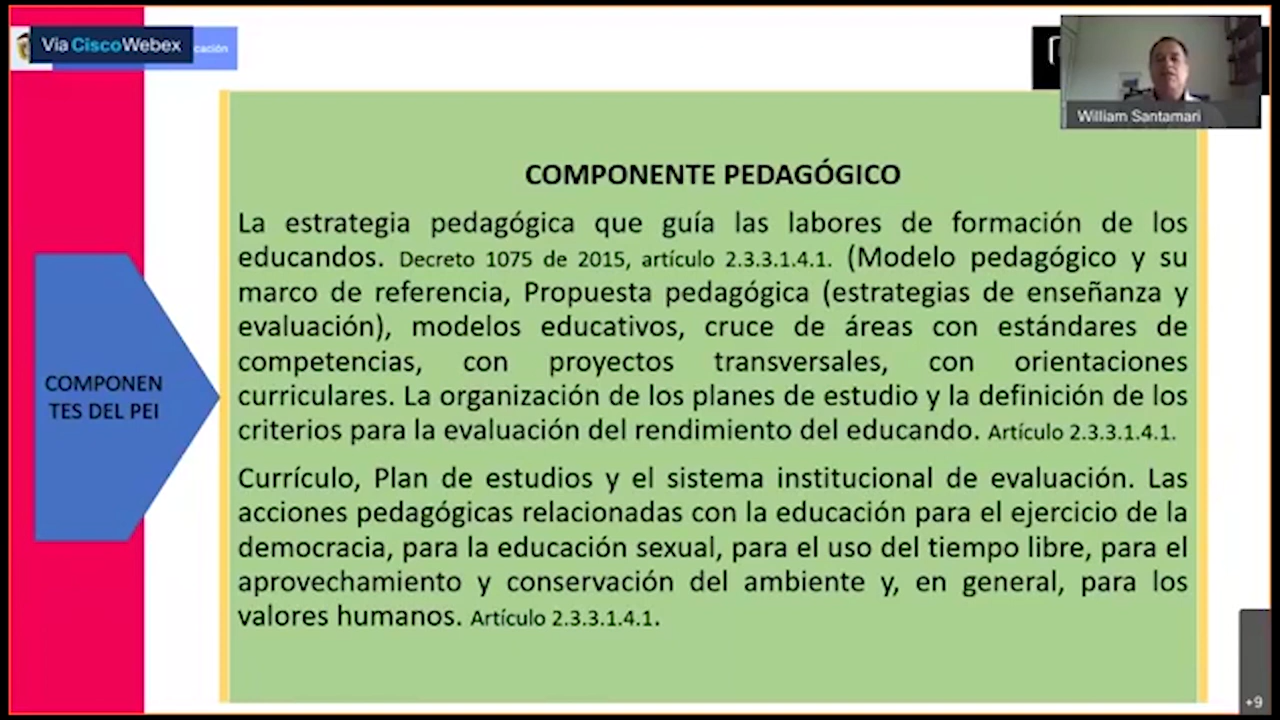 Via CiscoWebex
cación
William Santamari
COMPONENTE PEDAGÓGICO
La estrategia pedagógica que guía las labores de formación de los
educandos. Decreto 1075 de 2015, artículo 2.3.3.1.4.1. (Modelo pedagógico y su
marco de referencia, Propuesta pedagógica (estrategias de enseñanza y
evaluación), modelos educativos, cruce de áreas con estándares de
competencias, con proyectos transversales, con orientaciones
curriculares. La organización de los planes de estudio y la definición de los
criterios para la evaluación del rendimiento del educando. Artículo 2.3.3.1.4.1.
Currículo, Plan de estudios y el sistema institucional de evaluación. Las
acciones pedagógicas relacionadas con la educación para el ejercicio de la
democracia, para la educación sexual, para el uso del tiempo libre, para el
aprovechamiento y conservación del ambiente y, en general, para los
valores humanos. Artículo 2.3.3.1.4.1.
COMPONEN
TES DEL PEI
+9